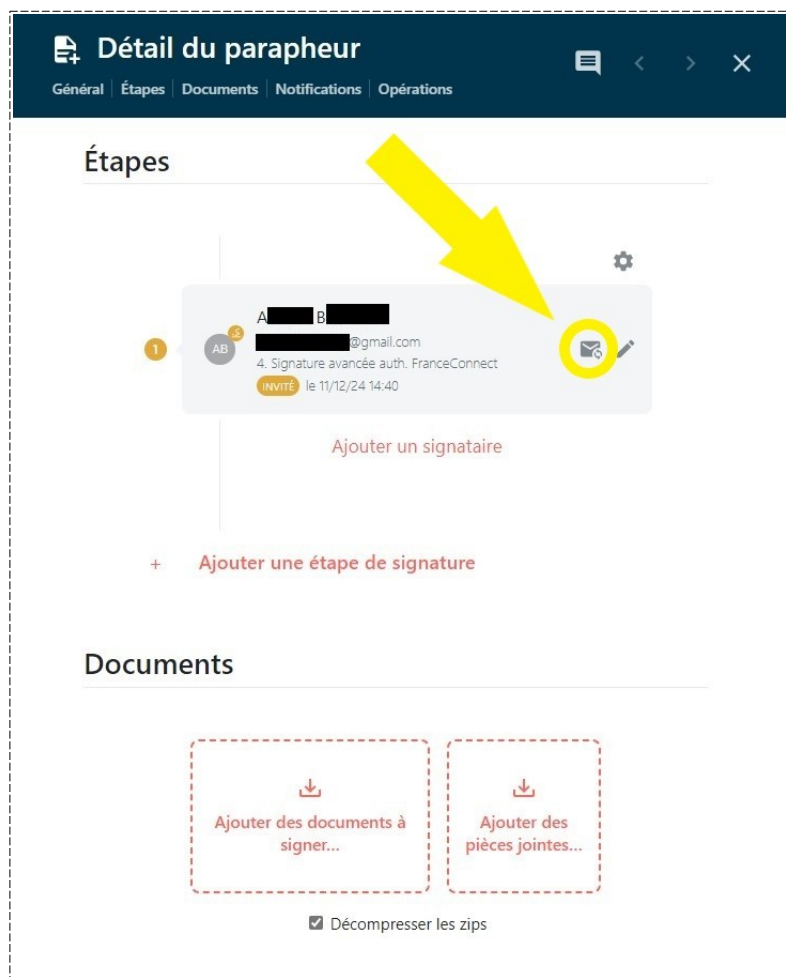 Détail du parapheur
Général Étapes Documents Notifications Opérations
Étapes
1
AB
A B
@gmail.com
4. Signature avancée auth. FranceConnect
INVITÉ le 11/12/24 14:40
Ajouter un signataire
+ Ajouter une étape de signature
Documents
Ajouter des documents à
signer...
Ajouter des
pièces jointes...
Décompresser les zips